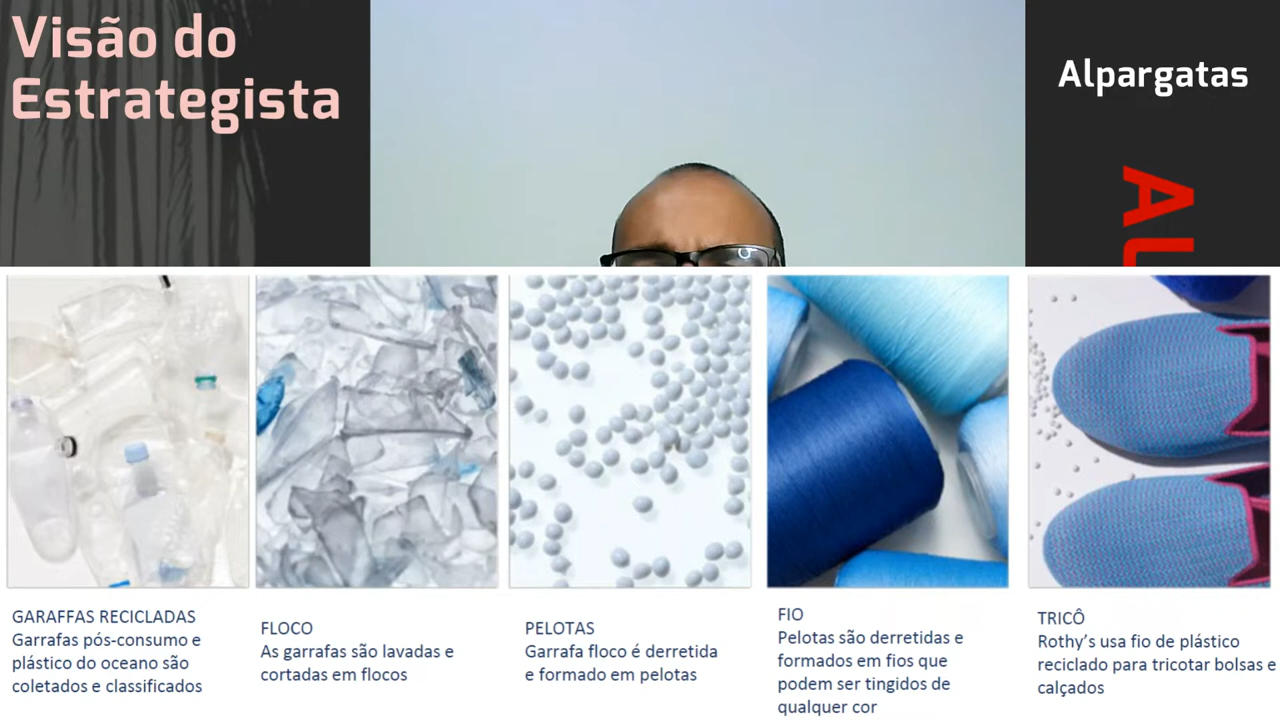 Visão do
Estrategista
Alpargatas
AL
GARAFFAS RECICLADAS
Garrafas pós-consumo e
plástico do oceano são
coletados e classificados
FLOCO
As garrafas são lavadas e
cortadas em flocos
PELOTAS
Garrafa floco é derretida
e formado em pelotas
FIO
Pelotas são derretidas e
formados em fios que
podem ser tingidos de
qualquer cor
TRICÔ
Rothy’s usa fio de plástico
reciclado para tricotar bolsas e
calçados